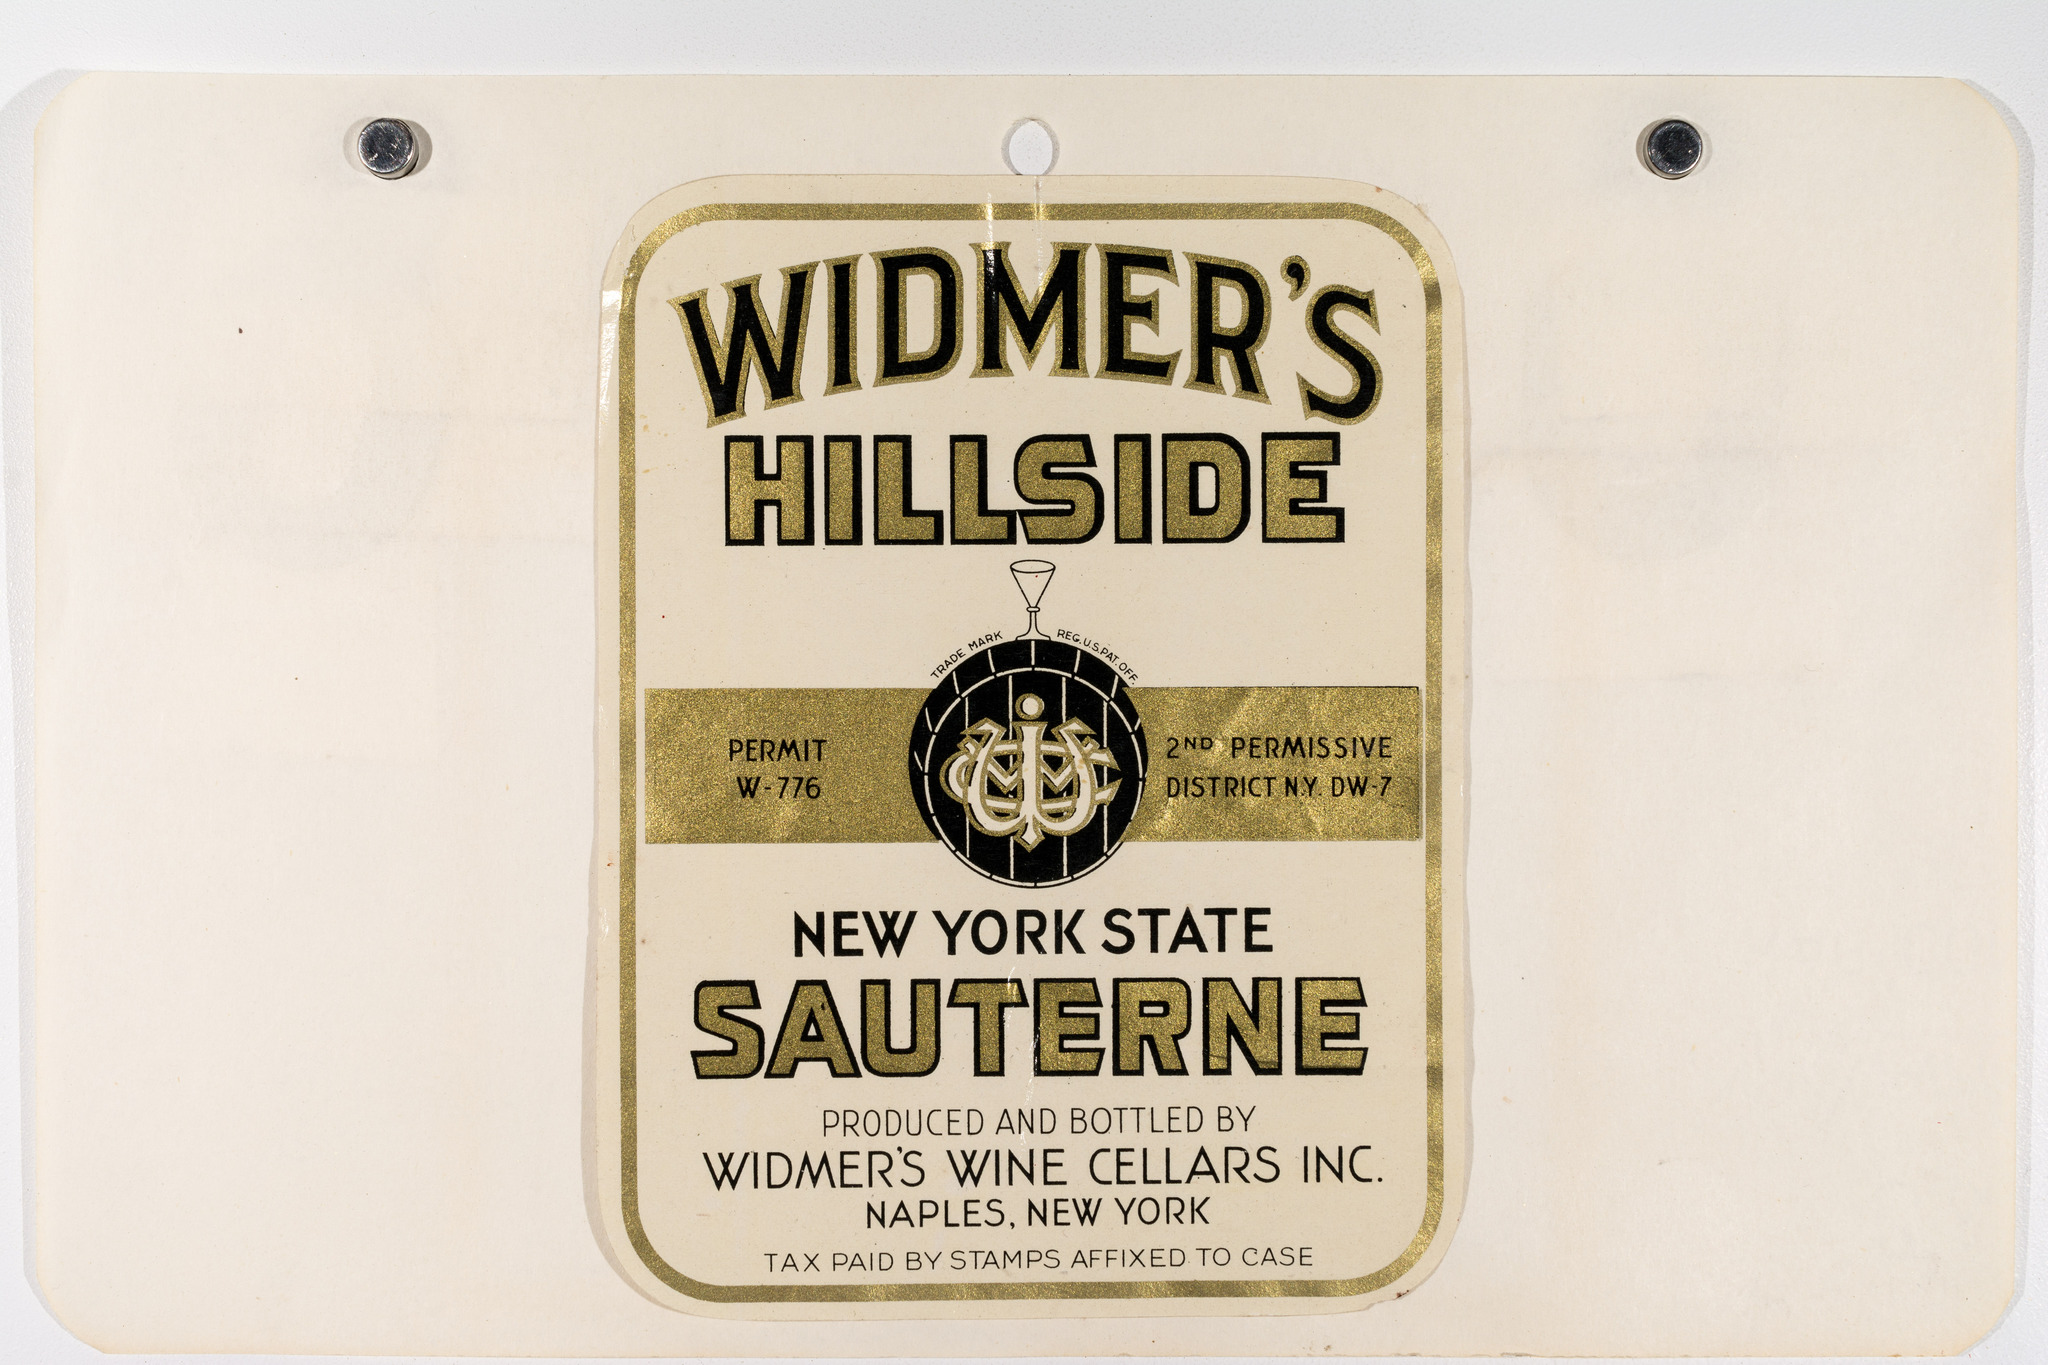 WIDMER'S
HILLSIDE
TRADE MARK REG. U.S. PAT. OFF.
PERMIT
W-776
2ND PERMISSIVE
DISTRICT N.Y. DW-7
NEW YORK STATE
SAUTERNE
PRODUCED AND BOTTLED BY
WIDMER'S WINE CELLARS INC.
NAPLES, NEW YORK
TAX PAID BY STAMPS AFFIXED TO CASE